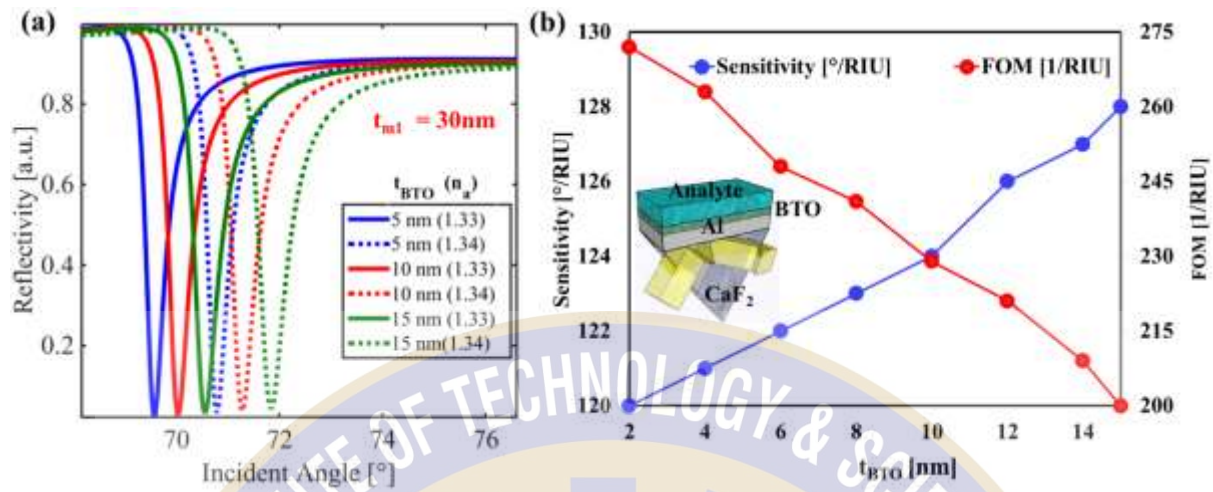 (a)
Reflectivity [a.u.]
0.8
0.6
0.4
0.2
70
72
74
76
Incident Angle [°]
t_m1 = 30nm
t_BTO (n_a)
5 nm (1.33)
5 nm (1.34)
10 nm (1.33)
10 nm (1.34)
15 nm (1.33)
15 nm(1.34)
(b)
Sensitivity [°/RIU]
130
128
126
124
122
120
Sensitivity [°/RIU]
FOM [1/RIU]
Analyte
BTO
Al
CaF₂
2
4
6
8
10
12
14
t_BTO [nm]
275
260
245
230
215
200
FOM [1/RIU]
ITUTE OF TECHNOLOGY & SCI